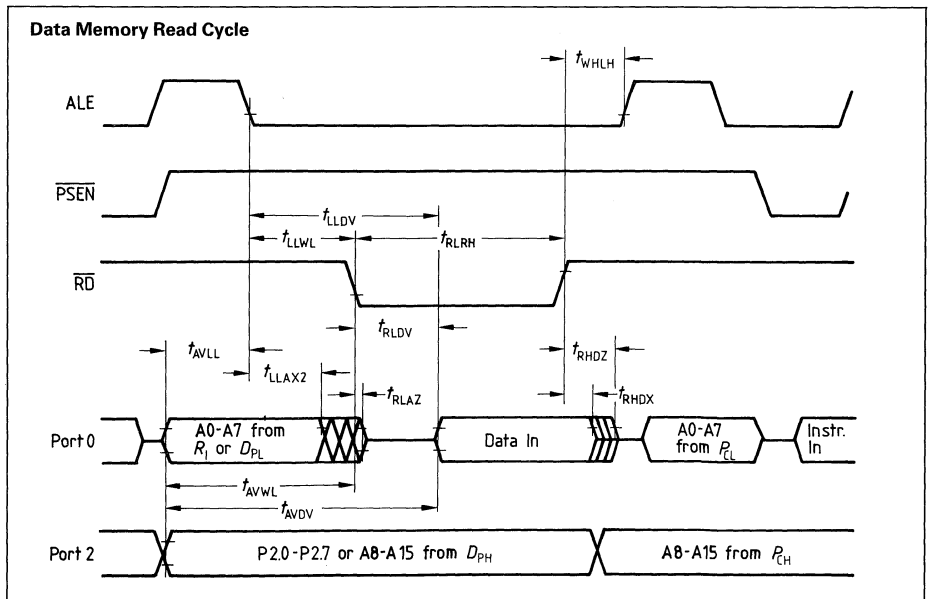 Data Memory Read Cycle
tWHLH
ALE
PSEN
tLLDV
tLLWL
tRLRH
RD
tRLDV
tAVLL
tRHDZ
tLLAX2
tRHDX
tRLAZ
Port 0
A0-A7 from
RI or DPL
Data In
A0-A7
from PCL
Instr.
In
tAVWL
tAVDV
Port 2
P2.0-P2.7 or A8-A15 from DPH
A8-A15 from PCH